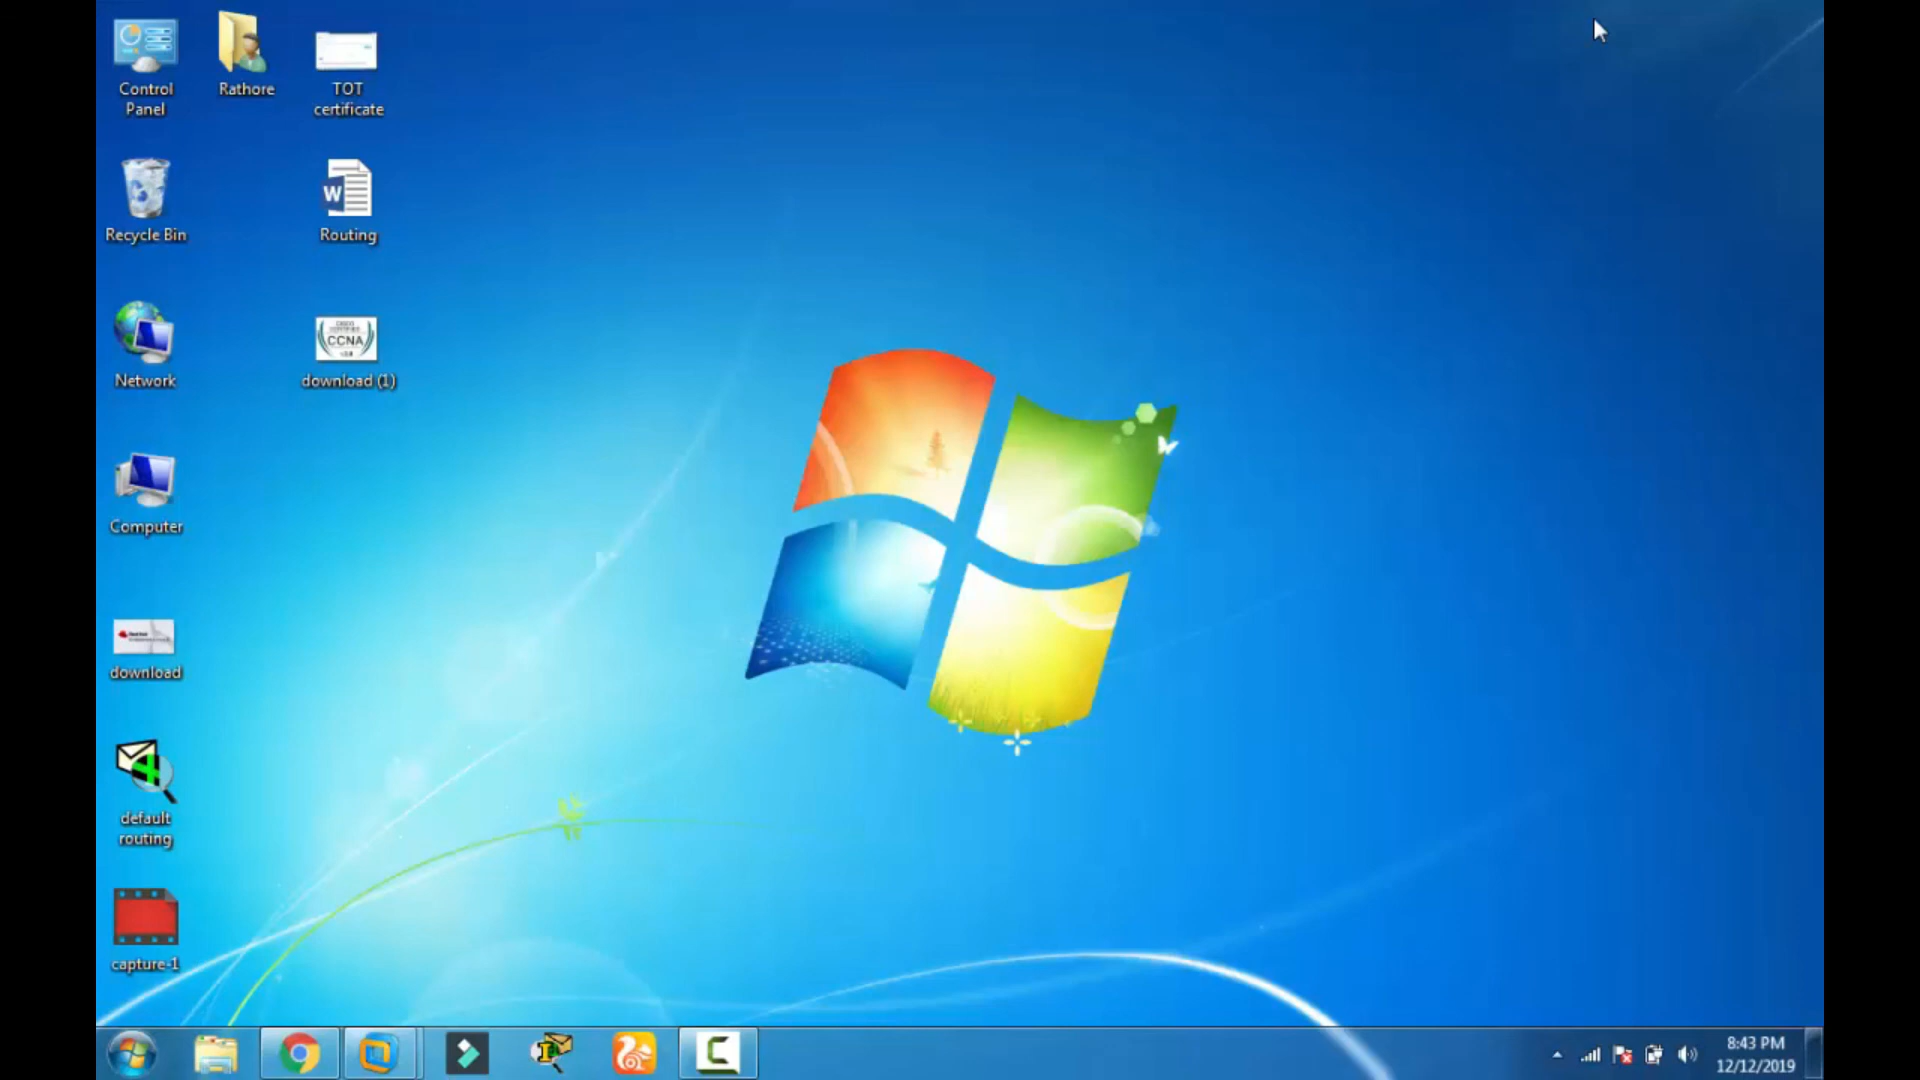 Control
Panel
Rathore
TOT
certificate
Recycle Bin
W
Routing
Network
CCNA
download (1)
Computer
download
default
routing
capture-1
8:43 PM
12/12/2019